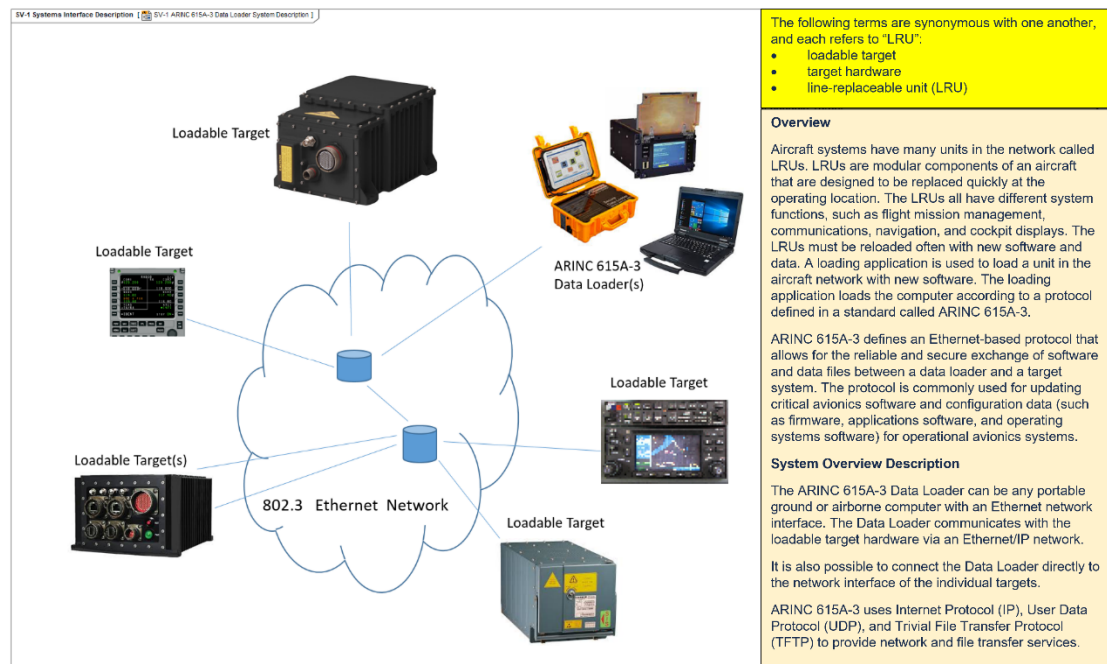 SV-1 Systems Interface Description [ SV-1 ARINC 615A-3 Data Loader System Description ]
Loadable Target
ARINC 615A-3
Data Loader(s)
Loadable Target
Loadable Target
Loadable Target(s)
802.3 Ethernet Network
Loadable Target
The following terms are synonymous with one another,
and each refers to “LRU”:
• loadable target
• target hardware
• line-replaceable unit (LRU)
Overview
Aircraft systems have many units in the network called
LRUs. LRUs are modular components of an aircraft
that are designed to be replaced quickly at the
operating location. The LRUs all have different system
functions, such as flight mission management,
communications, navigation, and cockpit displays. The
LRUs must be reloaded often with new software and
data. A loading application is used to load a unit in the
aircraft network with new software. The loading
application loads the computer according to a protocol
defined in a standard called ARINC 615A-3.
ARINC 615A-3 defines an Ethernet-based protocol that
allows for the reliable and secure exchange of software
and data files between a data loader and a target
system. The protocol is commonly used for updating
critical avionics software and configuration data (such
as firmware, applications software, and operating
systems software) for operational avionics systems.
System Overview Description
The ARINC 615A-3 Data Loader can be any portable
ground or airborne computer with an Ethernet network
interface. The Data Loader communicates with the
loadable target hardware via an Ethernet/IP network.
It is also possible to connect the Data Loader directly to
the network interface of the individual targets.
ARINC 615A-3 uses Internet Protocol (IP), User Data
Protocol (UDP), and Trivial File Transfer Protocol
(TFTP) to provide network and file transfer services.